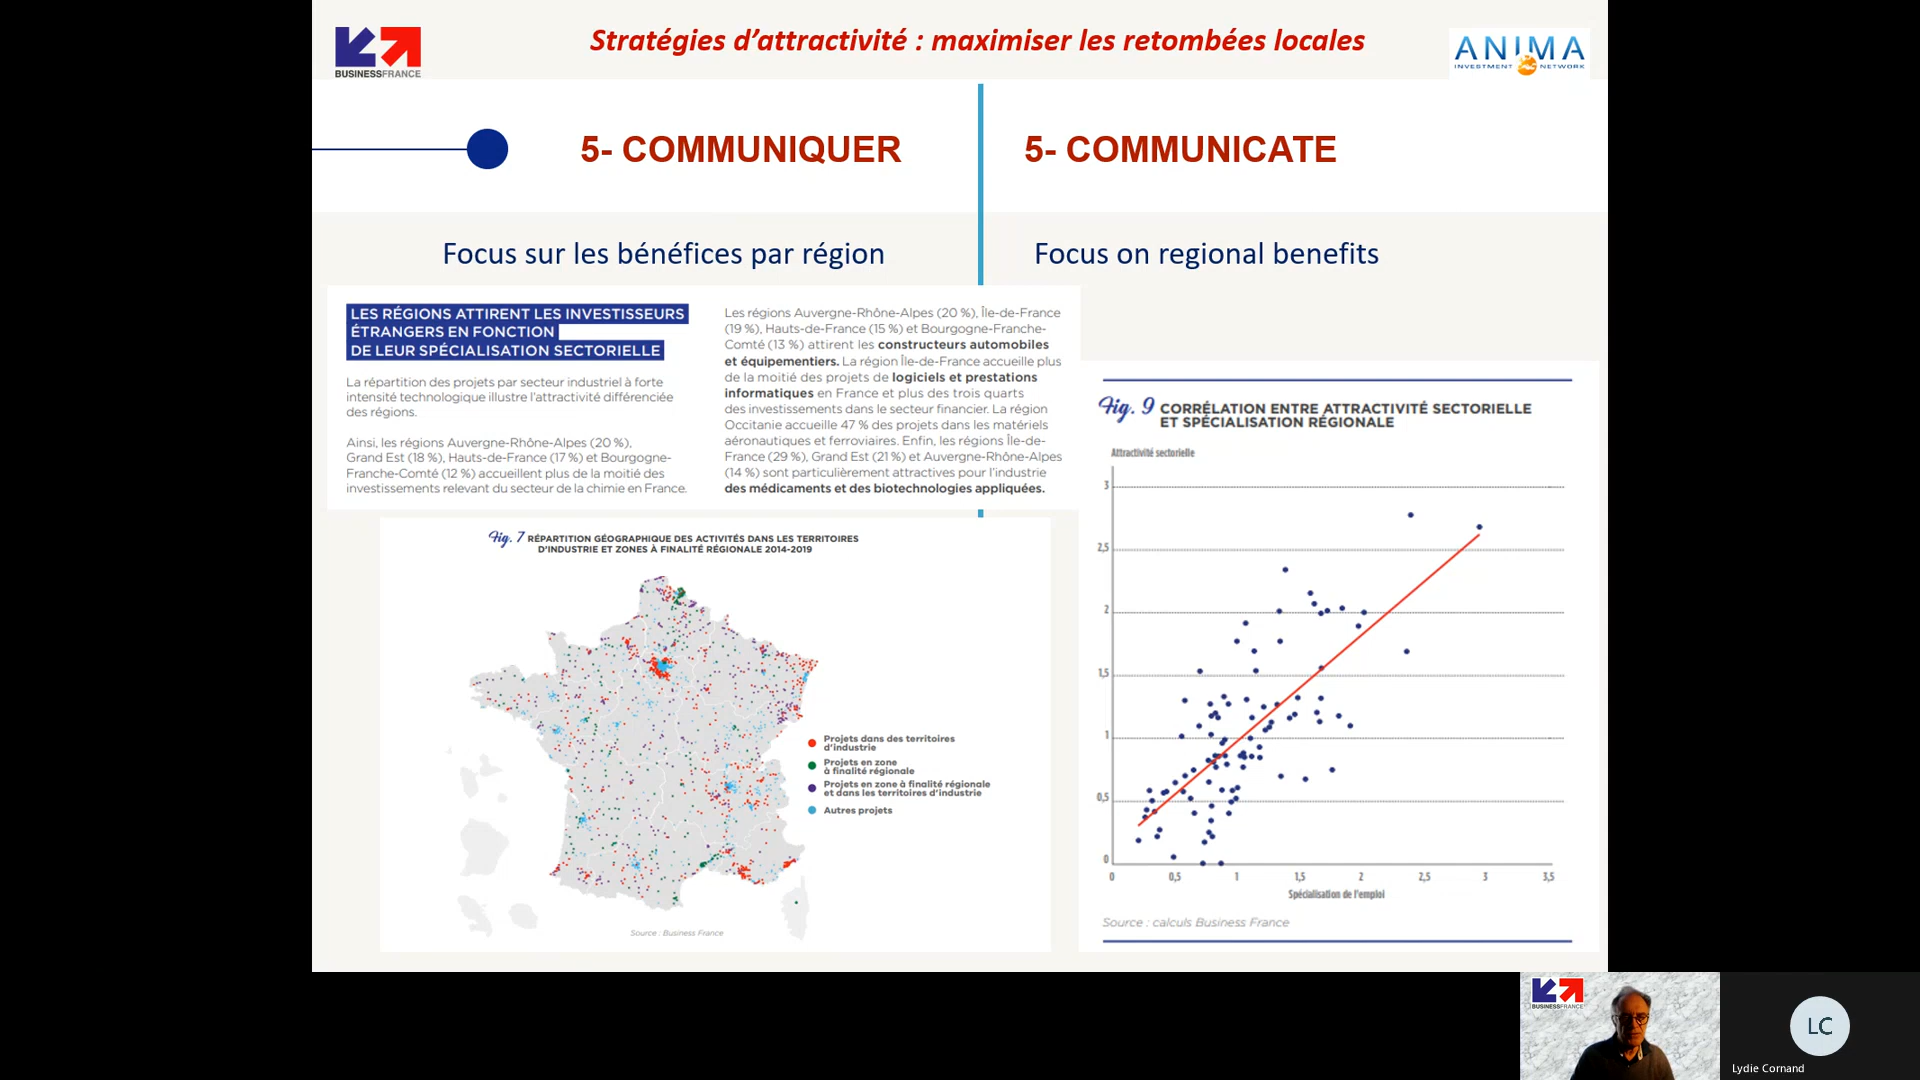 BUSINESSFRANCE
Stratégies d’attractivité : maximiser les retombées locales
ANIMA
INVESTMENT NETWORK
5- COMMUNIQUER
5- COMMUNICATE
Focus sur les bénéfices par région
Focus on regional benefits
LES RÉGIONS ATTIRENT LES INVESTISSEURS
ÉTRANGERS EN FONCTION
DE LEUR SPÉCIALISATION SECTORIELLE
La répartition des projets par secteur industriel à forte
intensité technologique illustre l’attractivité différenciée
des régions.
Ainsi, les régions Auvergne-Rhône-Alpes (20 %),
Grand Est (18 %), Hauts-de-France (17 %) et Bourgogne-
Franche-Comté (12 %) accueillent plus de la moitié des
investissements relevant du secteur de la chimie en France.
Les régions Auvergne-Rhône-Alpes (20 %), Île-de-France
(19 %), Hauts-de-France (15 %) et Bourgogne-Franche-
Comté (13 %) attirent les constructeurs automobiles
et équipementiers. La région Île-de-France accueille plus
de la moitié des projets de logiciels et prestations
informatiques en France et plus des trois quarts
des investissements dans le secteur financier. La région
Occitanie accueille 47 % des projets dans les matériels
aéronautiques et ferroviaires. Enfin, les régions Île-de-
France (29 %), Grand Est (21 %) et Auvergne-Rhône-Alpes
(14 %) sont particulièrement attractives pour l’industrie
des médicaments et des biotechnologies appliquées.
Fig. 7 RÉPARTITION GÉOGRAPHIQUE DES ACTIVITÉS DANS LES TERRITOIRES
D’INDUSTRIE ET ZONES À FINALITÉ RÉGIONALE 2014-2019
Projets dans des territoires
d’industrie
Projets en zone
à finalité régionale
Projets en zone à finalité régionale
et dans les territoires d’industrie
Autres projets
Source : Business France
Fig. 9 CORRÉLATION ENTRE ATTRACTIVITÉ SECTORIELLE
ET SPÉCIALISATION RÉGIONALE
Attractivité sectorielle
3
2,5
2
1,5
1
0,5
0
0 0,5 1 1,5 2 2,5 3 3,5
Spécialisation de l’emploi
Source : calculs Business France
BUSINESSFRANCE
LC
Lydie Cornand